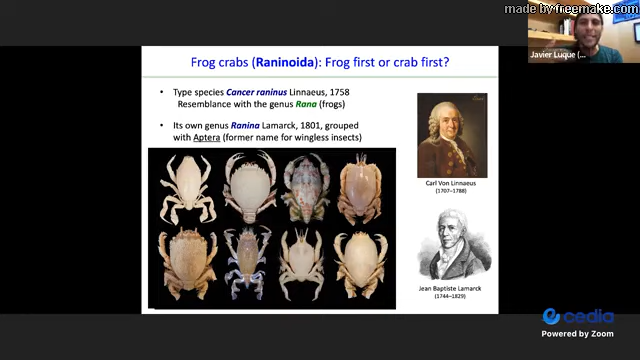 made by freemake.com
Javier Luque (...
Frog crabs (Raninoida): Frog first or crab first?
• Type species Cancer raninus Linnaeus, 1758
Resemblance with the genus Rana (frogs)
• Its own genus Ranina Lamarck, 1801, grouped
with Aptera (former name for wingless insects)
Carl Von Linnaeus
(1707–1788)
Jean Baptiste Lamarck
(1744–1829)
cedia
Powered by Zoom